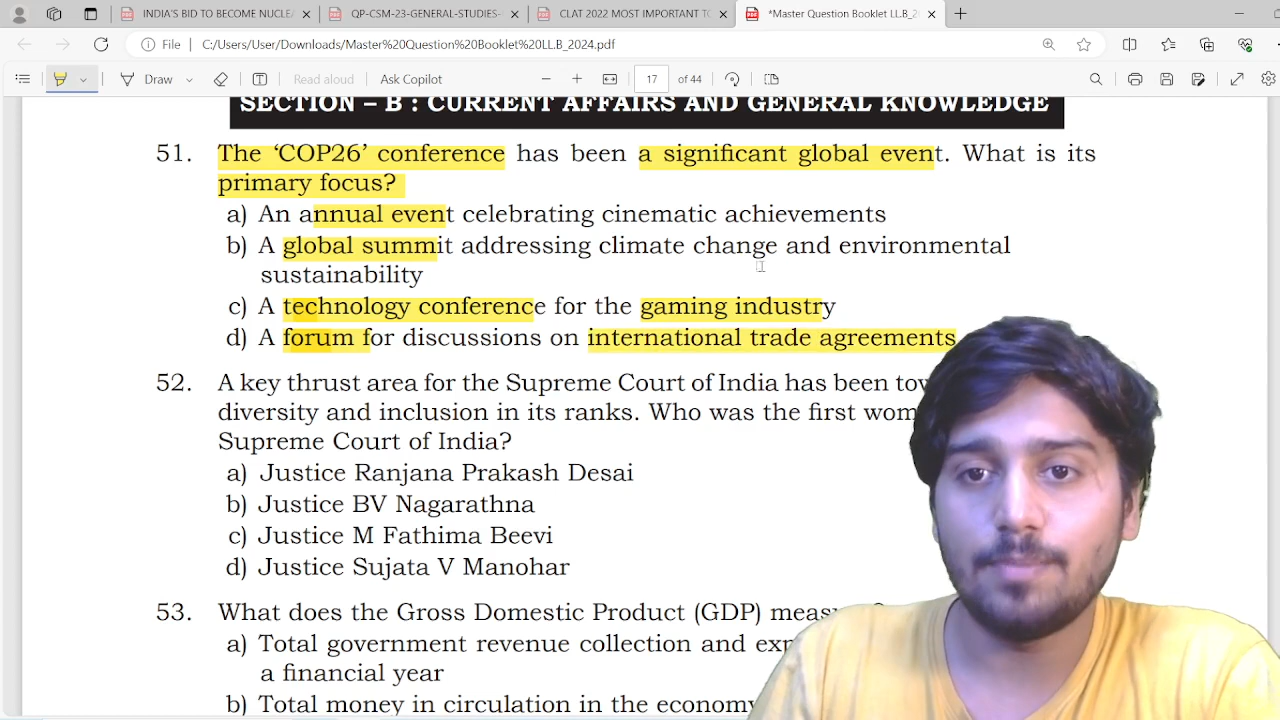 INDIA'S BID TO BECOME NUCLE
QP-CSM-23-GENERAL-STUDIES-
CLAT 2022 MOST IMPORTANT TO
*Master Question Booklet LL.B_2
File
C:/Users/User/Downloads/Master%20Question%20Booklet%20LL.B_2024.pdf
Draw
Read aloud
Ask Copilot
17 of 44
SECTION – B : CURRENT AFFAIRS AND GENERAL KNOWLEDGE
51. The ‘COP26’ conference has been a significant global event. What is its
primary focus?
a) An annual event celebrating cinematic achievements
b) A global summit addressing climate change and environmental
sustainability
c) A technology conference for the gaming industry
d) A forum for discussions on international trade agreements
52. A key thrust area for the Supreme Court of India has been
diversity and inclusion in its ranks. Who was the first
Supreme Court of India?
a) Justice Ranjana Prakash Desai
b) Justice BV Nagarathna
c) Justice M Fathima Beevi
d) Justice Sujata V Manohar
53. What does the Gross Domestic Product (GDP)
a) Total government revenue collection and
a financial year
b) Total money in circulation in the economy